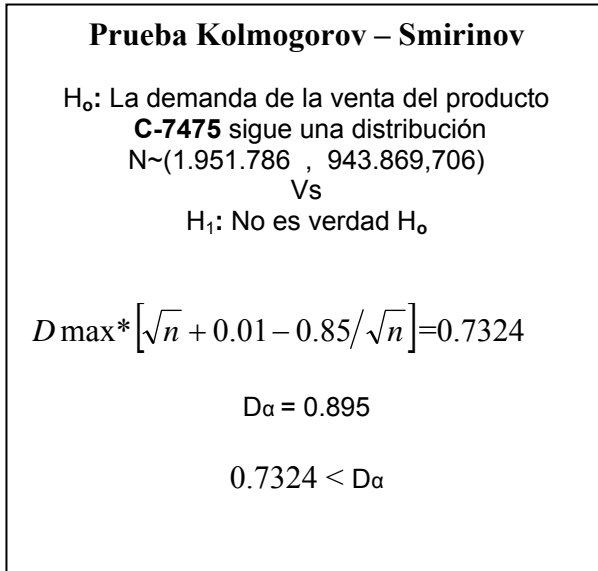 Prueba Kolmogorov – Smirinov
Hₒ: La demanda de la venta del producto
C-7475 sigue una distribución
N~(1.951.786 , 943.869,706)
Vs
H₁: No es verdad Hₒ
D max*[√n + 0.01 − 0.85/√n]=0.7324
Dα = 0.895
0.7324 < Dα